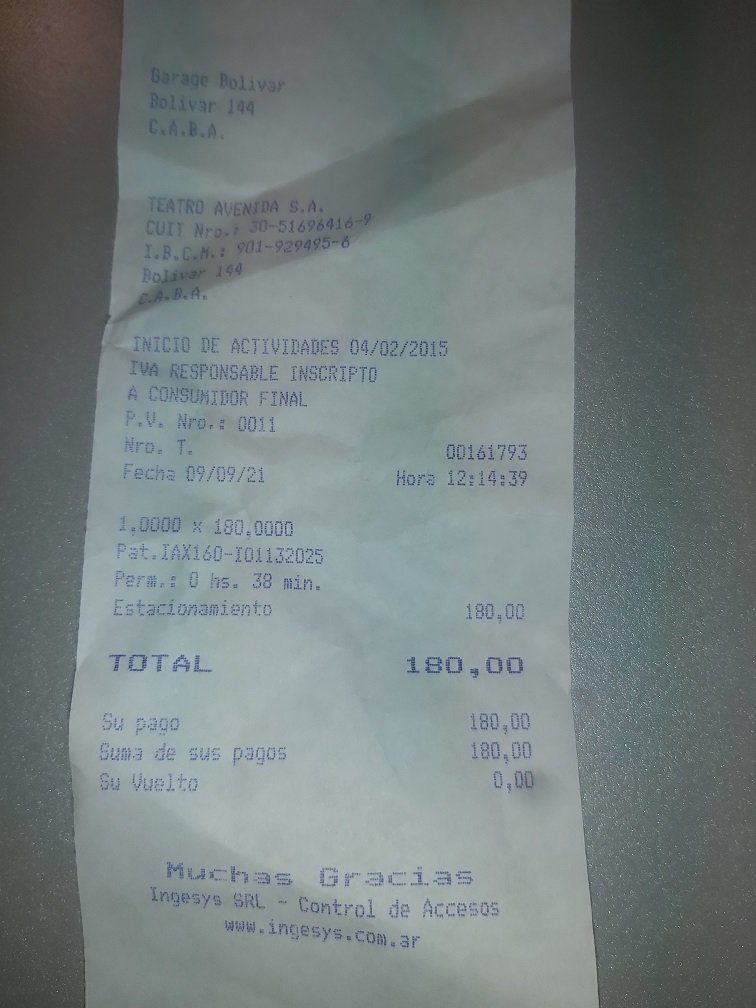 Garage Bolivar
Bolivar 144
C.A.B.A.
TEATRO AVENIDA S.A.
CUIT Nro.: 30-51696416-9
I.B.C.M.: 901-929495-6
Bolivar 144
C.A.B.A.
INICIO DE ACTIVIDADES 04/02/2015
IVA RESPONSABLE INSCRIPTO
A CONSUMIDOR FINAL
P.V. Nro.: 0011
Nro. T. 00161793
Fecha 09/09/21 Hora 12:14:39
1,0000 x 180,0000
Pat.IAX160-I01132025
Perm.: 0 hs. 38 min.
Estacionamiento 180,00
TOTAL 180,00
Su pago 180,00
Suma de sus pagos 180,00
Su Vuelto 0,00
Muchas Gracias
Ingesys SRL - Control de Accesos
www.ingesys.com.ar